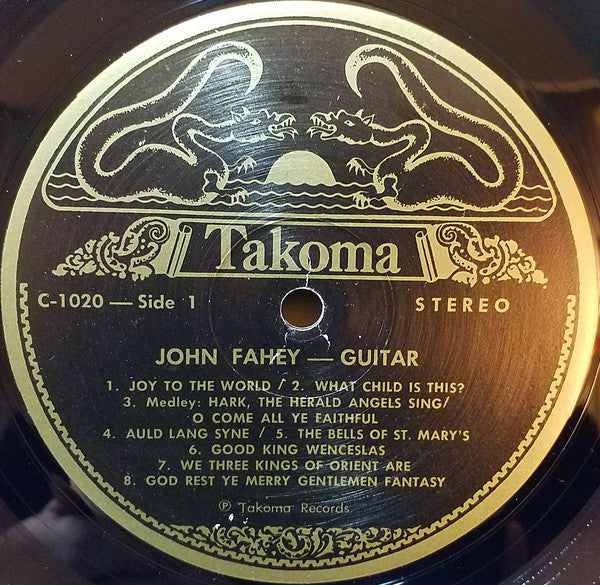 Takoma
C-1020 — Side 1
STEREO
JOHN FAHEY — GUITAR
1. JOY TO THE WORLD / 2. WHAT CHILD IS THIS?
3. Medley: HARK, THE HERALD ANGELS SING/
O COME ALL YE FAITHFUL
4. AULD LANG SYNE / 5. THE BELLS OF ST. MARY'S
6. GOOD KING WENCESLAS
7. WE THREE KINGS OF ORIENT ARE
8. GOD REST YE MERRY GENTLEMEN FANTASY
℗ Takoma Records